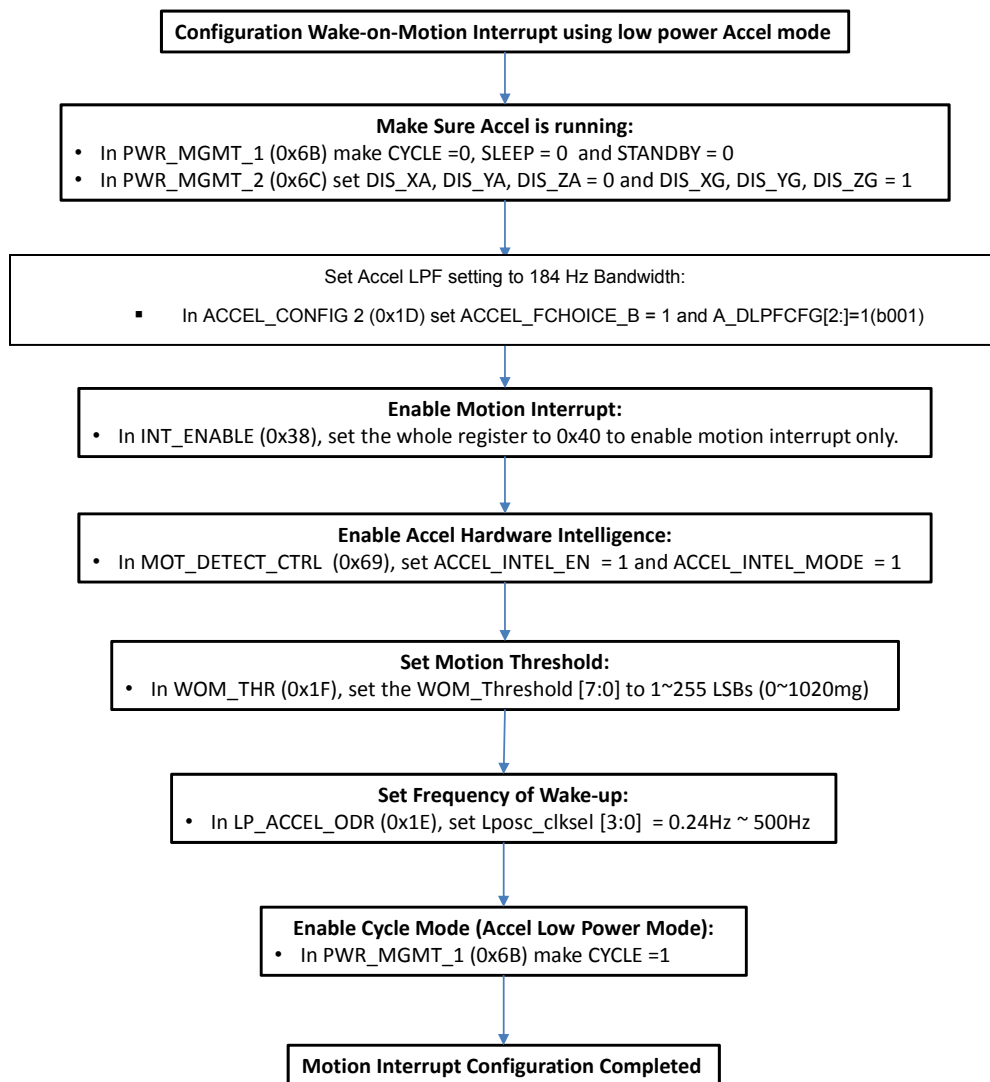 Configuration Wake-on-Motion Interrupt using low power Accel mode
Make Sure Accel is running:
• In PWR_MGMT_1 (0x6B) make CYCLE =0, SLEEP = 0 and STANDBY = 0
• In PWR_MGMT_2 (0x6C) set DIS_XA, DIS_YA, DIS_ZA = 0 and DIS_XG, DIS_YG, DIS_ZG = 1
Set Accel LPF setting to 184 Hz Bandwidth:
▪ In ACCEL_CONFIG 2 (0x1D) set ACCEL_FCHOICE_B = 1 and A_DLPFCFG[2:]=1(b001)
Enable Motion Interrupt:
• In INT_ENABLE (0x38), set the whole register to 0x40 to enable motion interrupt only.
Enable Accel Hardware Intelligence:
• In MOT_DETECT_CTRL (0x69), set ACCEL_INTEL_EN = 1 and ACCEL_INTEL_MODE = 1
Set Motion Threshold:
• In WOM_THR (0x1F), set the WOM_Threshold [7:0] to 1~255 LSBs (0~1020mg)
Set Frequency of Wake-up:
• In LP_ACCEL_ODR (0x1E), set Lposc_clksel [3:0] = 0.24Hz ~ 500Hz
Enable Cycle Mode (Accel Low Power Mode):
• In PWR_MGMT_1 (0x6B) make CYCLE =1
Motion Interrupt Configuration Completed